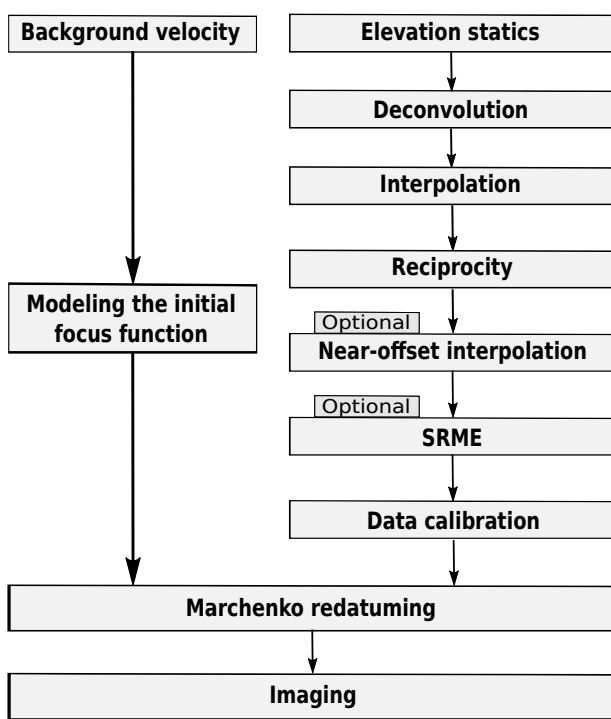 Background velocity
Elevation statics
Deconvolution
Interpolation
Reciprocity
Modeling the initial
focus function
Optional
Near-offset interpolation
Optional
SRME
Data calibration
Marchenko redatuming
Imaging